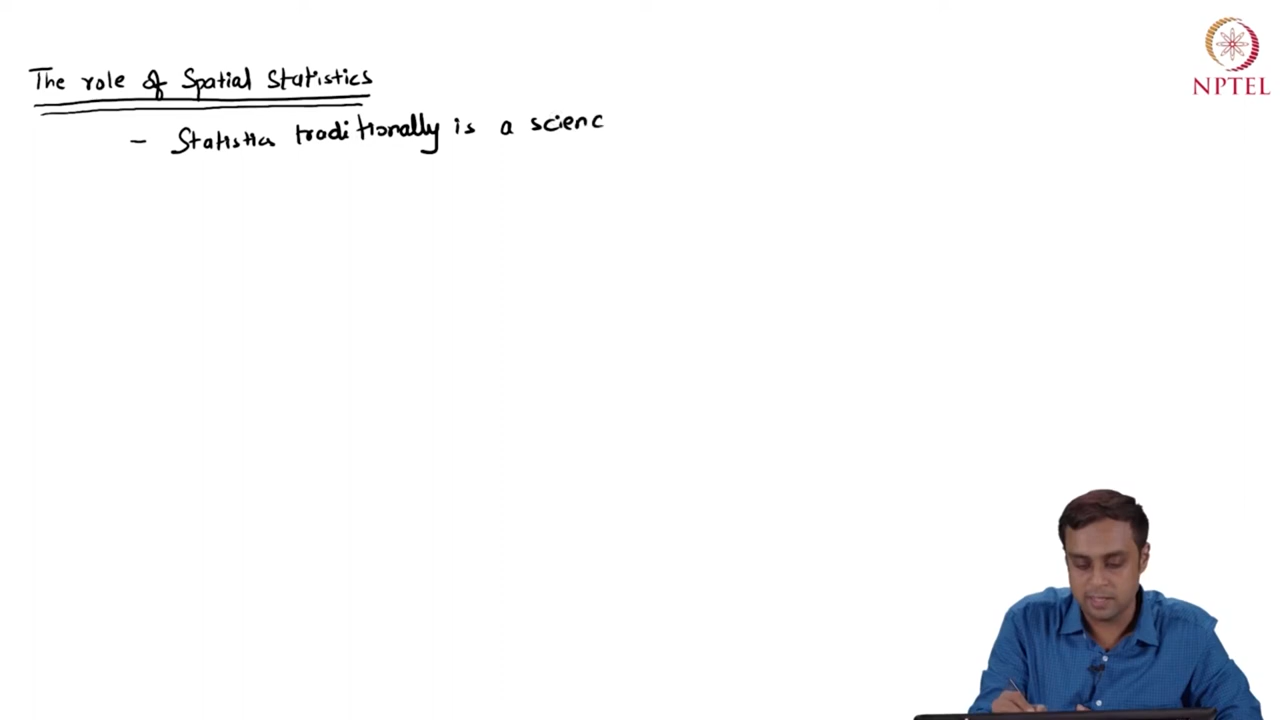 The role of Spatial Statistics
- Statistics traditionally is a scienc
NPTEL